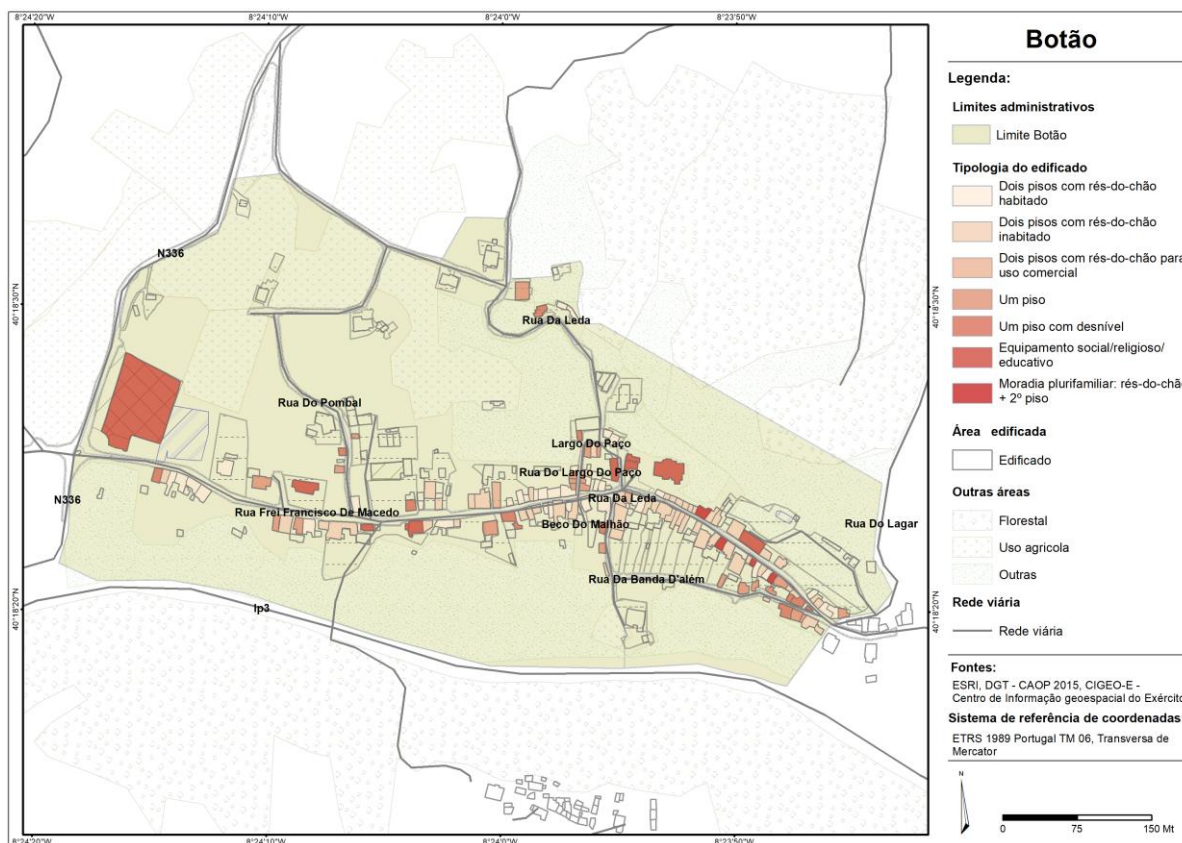 8°24'20"W
8°24'10"W
8°24'0"W
8°23'50"W
40°18'30"N
40°18'20"N
40°18'30"N
40°18'20"N
8°24'20"W
8°24'10"W
8°24'0"W
8°23'50"W
N336
Rua Da Leda
Rua Do Pombal
Largo Do Paço
Rua Do Largo Do Paço
N336
Rua Da Leda
Rua Frei Francisco De Macedo
Beco Do Malhão
Rua Do Lagar
Rua Da Banda D'além
Ip3
Botão
Legenda:
Limites administrativos
Limite Botão
Tipologia do edificado
Dois pisos com rés-do-chão
habitado
Dois pisos com rés-do-chão
inabitado
Dois pisos com rés-do-chão para
uso comercial
Um piso
Um piso com desnível
Equipamento social/religioso/
educativo
Moradia plurifamiliar: rés-do-chão
+ 2º piso
Área edificada
Edificado
Outras áreas
Florestal
Uso agricola
Outras
Rede viária
Rede viária
Fontes:
ESRI, DGT - CAOP 2015, CIGEO-E -
Centro de Informação geoespacial do Exército
Sistema de referência de coordenadas
ETRS 1989 Portugal TM 06, Transversa de
Mercator
N
0 75 150 Mt